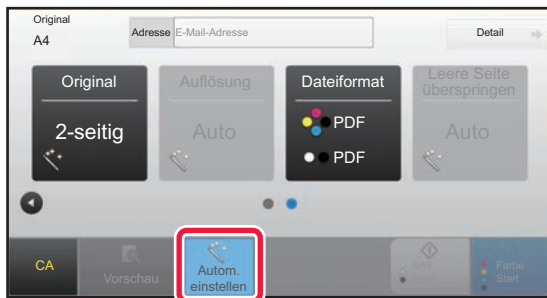 Original
A4
Adresse E-Mail-Adresse
Detail
Original
2-seitig
Auflösung
Auto
Dateiformat
PDF
PDF
Leere Seite
überspringen
Auto
CA
Vorschau
Autom.
einstellen
S/W
Start
Farbe
Start